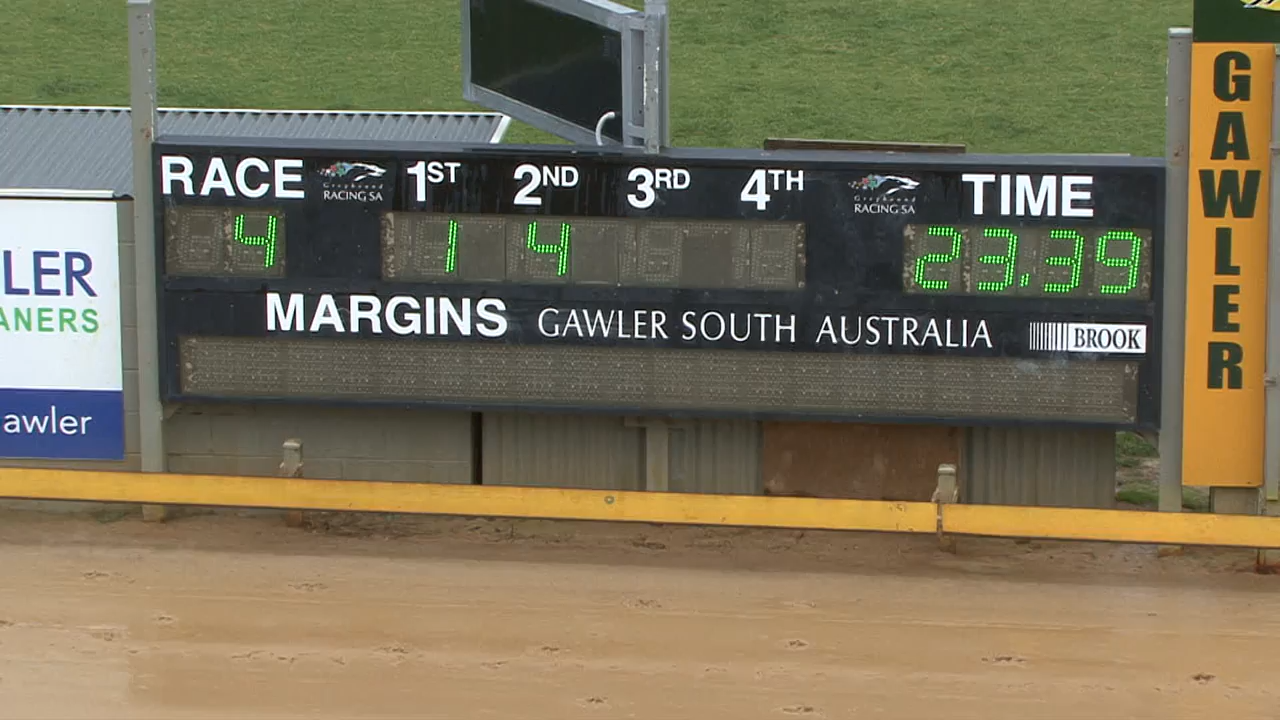 RACE
Greyhound
RACING SA
1ST 2ND 3RD 4TH
Greyhound
RACING SA
TIME
4 1 4 23.39
MARGINS GAWLER SOUTH AUSTRALIA BROOK
LER
ANERS
awler
GAWLER